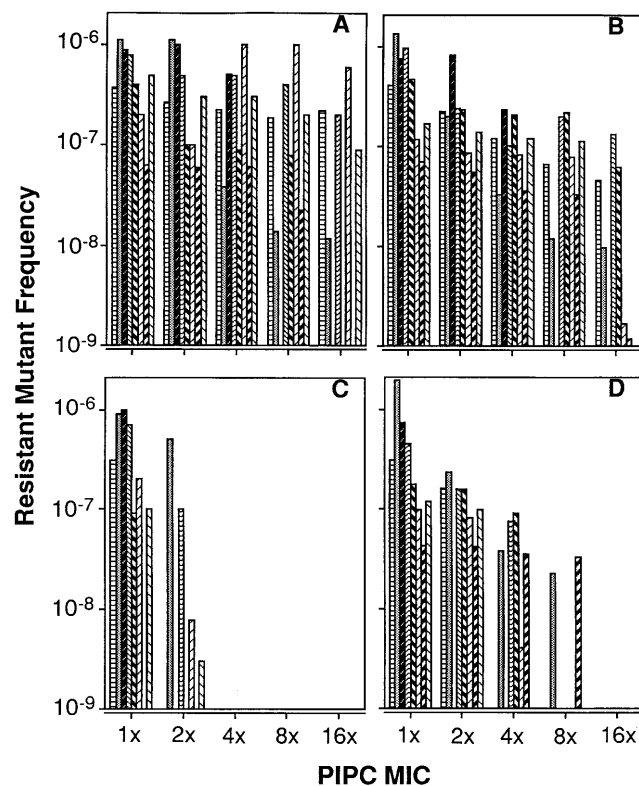 A
B
10-6
10-7
10-8
10-9
C
D
10-6
10-7
10-8
10-9
Resistant Mutant Frequency
1x 2x 4x 8x 16x
1x 2x 4x 8x 16x
PIPC MIC